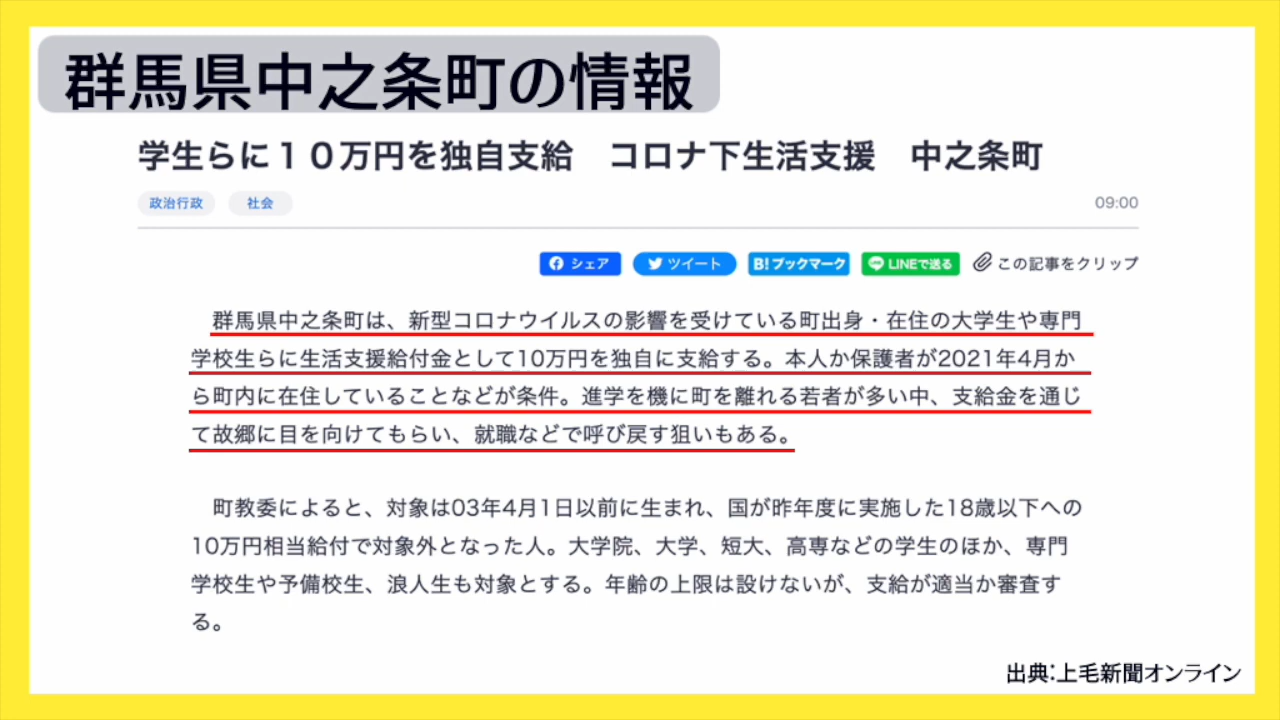 群馬県中之条町の情報
学生らに１０万円を独自支給　コロナ下生活支援　中之条町
政治行政　社会　09:00
シェア　ツイート　B!ブックマーク　LINEで送る　この記事をクリップ
群馬県中之条町は、新型コロナウイルスの影響を受けている町出身・在住の大学生や専門
学校生らに生活支援給付金として10万円を独自に支給する。本人か保護者が2021年4月か
ら町内に在住していることなどが条件。進学を機に町を離れる若者が多い中、支給金を通じ
て故郷に目を向けてもらい、就職などで呼び戻す狙いもある。
町教委によると、対象は03年4月1日以前に生まれ、国が昨年度に実施した18歳以下への
10万円相当給付で対象外となった人。大学院、大学、短大、高専などの学生のほか、専門
学校生や予備校生、浪人生も対象とする。年齢の上限は設けないが、支給が適当か審査す
る。
出典:上毛新聞オンライン